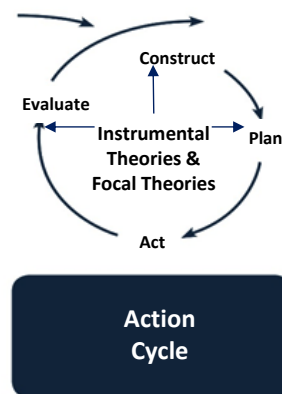 Construct
Evaluate
Instrumental
Theories &
Focal Theories
Plan
Act
Action
Cycle